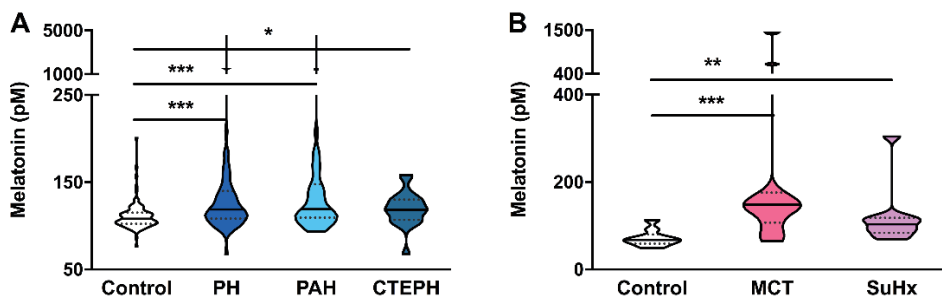 A
Melatonin (pM)
5000
1000
250
150
50
*
***
***
Control PH PAH CTEPH
B
Melatonin (pM)
1500
400
400
200
0
**
***
Control MCT SuHx